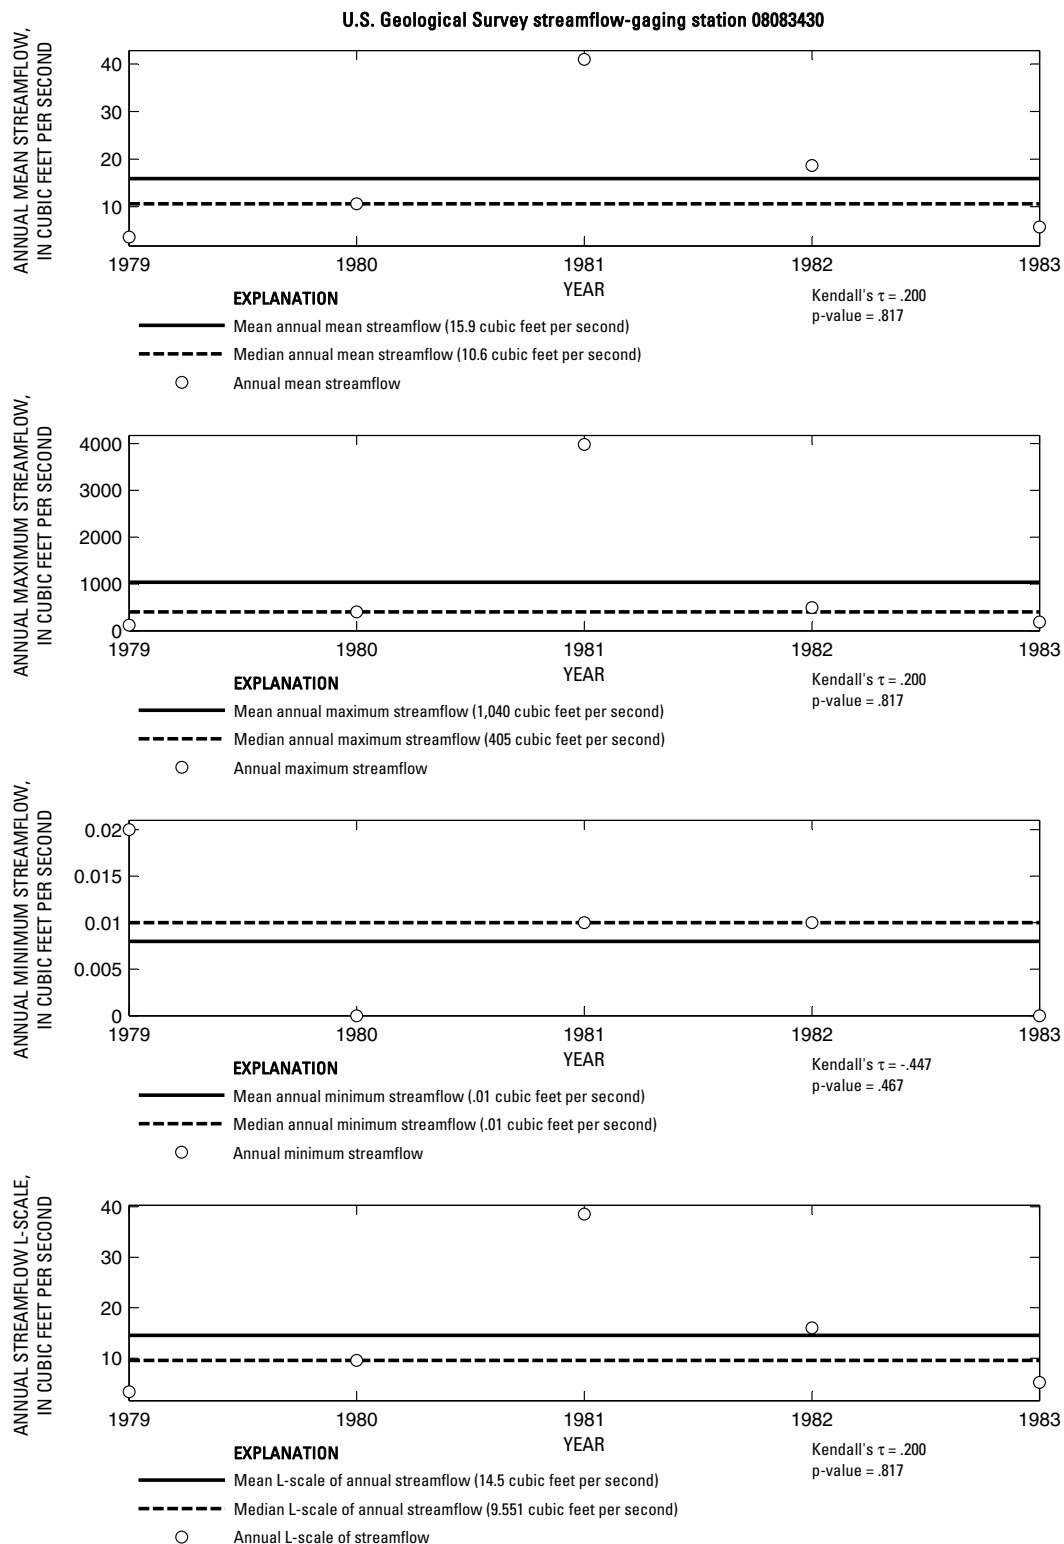 U.S. Geological Survey streamflow-gaging station 08083430
ANNUAL MEAN STREAMFLOW,
IN CUBIC FEET PER SECOND
40
30
20
10
1979 1980 1981 1982 1983
YEAR
Kendall's τ = .200
p-value = .817
EXPLANATION
Mean annual mean streamflow (15.9 cubic feet per second)
Median annual mean streamflow (10.6 cubic feet per second)
Annual mean streamflow
ANNUAL MAXIMUM STREAMFLOW,
IN CUBIC FEET PER SECOND
4000
3000
2000
1000
0
1979 1980 1981 1982 1983
YEAR
Kendall's τ = .200
p-value = .817
EXPLANATION
Mean annual maximum streamflow (1,040 cubic feet per second)
Median annual maximum streamflow (405 cubic feet per second)
Annual maximum streamflow
ANNUAL MINIMUM STREAMFLOW,
IN CUBIC FEET PER SECOND
0.02
0.015
0.01
0.005
0
1979 1980 1981 1982 1983
YEAR
Kendall's τ = -.447
p-value = .467
EXPLANATION
Mean annual minimum streamflow (.01 cubic feet per second)
Median annual minimum streamflow (.01 cubic feet per second)
Annual minimum streamflow
ANNUAL STREAMFLOW L-SCALE,
IN CUBIC FEET PER SECOND
40
30
20
10
1979 1980 1981 1982 1983
YEAR
Kendall's τ = .200
p-value = .817
EXPLANATION
Mean L-scale of annual streamflow (14.5 cubic feet per second)
Median L-scale of annual streamflow (9.551 cubic feet per second)
Annual L-scale of streamflow